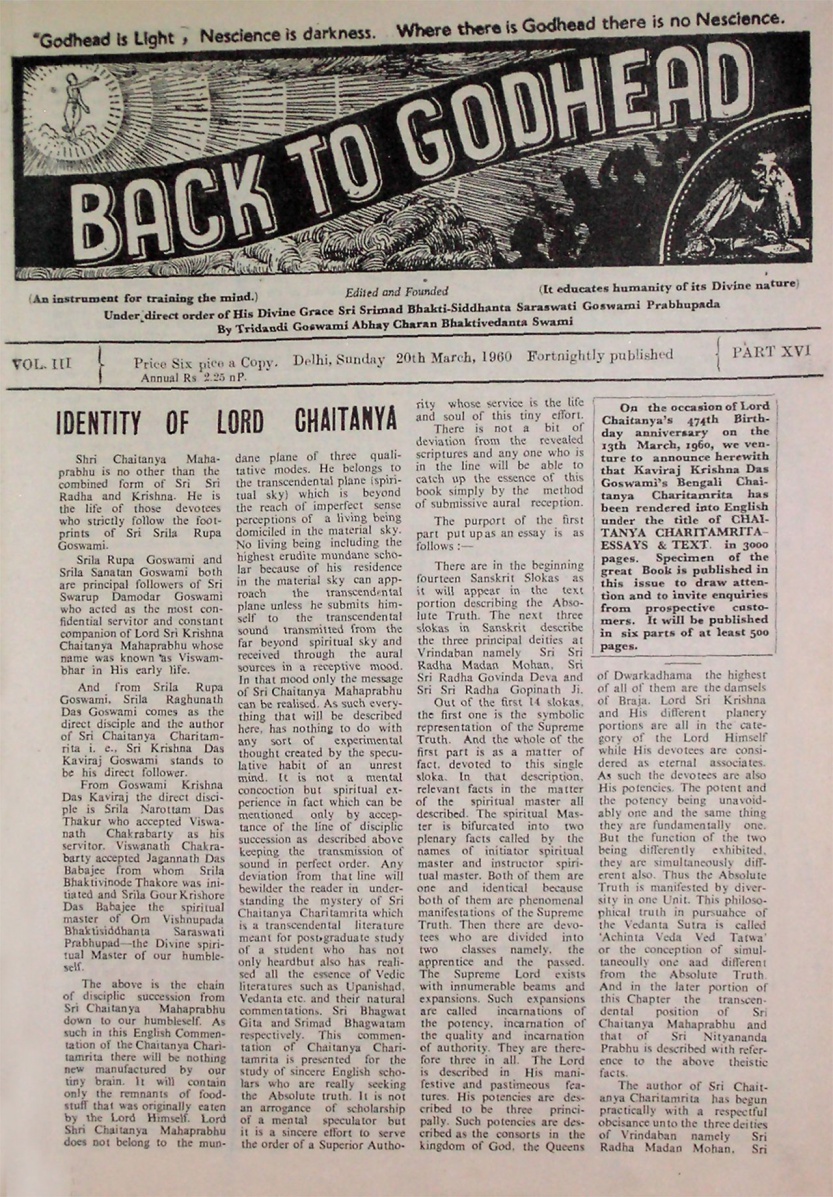 "Godhead is Light, Nescience is darkness. Where there is Godhead there is no Nescience.
BACK TO GODHEAD
(An instrument for training the mind.)
Edited and Founded
(It educates humanity of its Divine nature)
Under direct order of His Divine Grace Sri Srimad Bhakti-Siddhanta Saraswati Goswami Prabhupada
By Tridandi Goswami Abhay Charan Bhaktivedanta Swami
VOL. III
Price Six pice a Copy. Delhi, Sunday 20th March, 1960 Fortnightly published
Annual Rs 2.25 nP.
PART XVI
IDENTITY OF LORD CHAITANYA
Shri Chaitanya Maha-
prabhu is no other than the
combined form of Sri Sri
Radha and Krishna. He is
the life of those devotees
who strictly follow the foot-
prints of Sri Srila Rupa
Goswami.
Srila Rupa Goswami and
Srila Sanatan Goswami both
are principal followers of Sri
Swarup Damodar Goswami
who acted as the most con-
fidential servitor and constant
companion of Lord Sri Krishna
Chaitanya Mahaprabhu whose
name was known as Viswam-
bhar in His early life.
And from Srila Rupa
Goswami, Srila Raghunath
Das Goswami comes as the
direct disciple and the author
of Sri Chaitanya Charitam-
rita i. e., Sri Krishna Das
Kaviraj Goswami stands to
be his direct follower.
From Goswami Krishna
Das Kaviraj the direct disci-
ple is Srila Narottam Das
Thakur who accepted Viswa-
nath Chakrabarty as his
servitor. Viswanath Chakra-
barty accepted Jagannath Das
Babajee from whom Srila
Bhaktivinode Thakore was ini-
tiated and Srila Gour Krishore
Das Babajee the spiritual
master of Om Vishnupada
Bhaktisiddhanta Saraswati
Prabhupad—the Divine spiri-
tual Master of our humble-
self.
The above is the chain
of disciplic succession from
Sri Chaitanya Mahaprabhu
down to our humbleself. As
such in this English Commen-
tation of the Chaitanya Chari-
tamrita there will be nothing
new manufactured by our
tiny brain. It will contain
only the remnants of food-
stuff that was originally eaten
by the Lord Himself. Lord
Shri Chaitanya Mahaprabhu
does not belong to the mun-
dane plane of three quali-
tative modes. He belongs to
the transcendental plane (spiri-
tual sky) which is beyond
the reach of imperfect sense
perceptions of a living being
domiciled in the material sky.
No living being including the
highest erudite mundane scho-
lar because of his residence
in the material sky can app-
roach the transcendental
plane unless he submits him-
self to the transcendental
sound transmitted from the
far beyond spiritual sky and
received through the aural
sources in a receptive mood.
In that mood only the message
of Sri Chaitanya Mahaprabhu
can be realised. As such every-
thing that will be described
here, has nothing to do with
any sort of experimental
thought created by the specu-
lative habit of an unrest
mind. It is not a mental
concoction but spiritual ex-
perience in fact which can be
mentioned only by accep-
tance of the line of disciplic
succession as described above
keeping the transmission of
sound in perfect order. Any
deviation from that line will
bewilder the reader in under-
standing the mystery of Sri
Chaitanya Charitamrita which
is a transcendental literature
meant for postgraduate study
of a student who has not
only heardbut also has reali-
sed all the essence of Vedic
literatures such as Upanishad,
Vedanta etc. and their natural
commentations. Sri Bhagwat
Gita and Srimad Bhagwatam
respectively. This commen-
tation of Chaitanya Chari-
tamrita is presented for the
study of sincere English scho-
lars who are really seeking
the Absolute truth. It is not
an arrogance of scholarship
of a mental speculator but
it is a sincere effort to serve
the order of a Superior Autho-
rity whose service is the life
and soul of this tiny effort.
There is not a bit of
deviation from the revealed
scriptures and any one who is
in the line will be able to
catch up the essence of this
book simply by the method
of submissive aural reception.
The purport of the first
part put up as an essay is as
follows :—
There are in the beginning
fourteen Sanskrit Slokas as
it will appear in the text
portion describing the Abso-
lute Truth. The next three
slokas in Sanskrit describe
the three principal deities at
Vrindaban namely Sri Sri
Radha Madan Mohan, Sri
Sri Radha Govinda Deva and
Sri Sri Radha Gopinath Ji.
Out of the first 14 slokas,
the first one is the symbolic
representation of the Supreme
Truth. And the whole of the
first part is as a matter of
fact, devoted to this single
sloka. In that description,
relevant facts in the matter
of the spiritual master all
described. The spiritual Mas-
ter is bifurcated into two
plenary facts called by the
names of initiator spiritual
master and instructor spiri-
tual master. Both of them are
one and identical because
both of them are phenomenal
manifestations of the Supreme
Truth. Then there are devo-
tees who are divided into
two classes namely, the
apprentice and the passed.
The Supreme Lord exists
with innumerable beams and
expansions. Such expansions
are called incarnations of
the potency, incarnation of
the quality and incarnation
of authority. They are there-
fore three in all. The Lord
is described in His mani-
festive and pastimeous fea-
tures. His potencies are des-
cribed to be three princi-
pally. Such potencies are des-
cribed as the consorts in the
kingdom of God, the Queens
On the occasion of Lord
Chaitanya's 474th Birth-
day anniversary on the
13th March, 1960, we ven-
ture to announce herewith
that Kaviraj Krishna Das
Goswami's Bengali Chai-
tanya Charitamrita has
been rendered into English
under the title of CHAI-
TANYA CHARITAMRITA-
ESSAYS & TEXT. in 3000
pages. Specimen of the
great Book is published in
this issue to draw atten-
tion and to invite enquiries
from prospective custo-
mers. It will be published
in six parts of at least 500
pages.
of Dwarkadhama the highest
of all of them are the damsels
of Braja. Lord Sri Krishna
and His different planery
portions are all in the cate-
gory of the Lord Himself
while His devotees are consi-
dered as eternal associates.
As such the devotees are also
His potencies. The potent and
the potency being unavoid-
ably one and the same thing
they are fundamentally one.
But the function of the two
being differently exhibited,
they are simultaneously diff-
erent also. Thus the Absolute
Truth is manifested by diver-
sity in one Unit. This philoso-
phical truth in pursuahce of
the Vedanta Sutra is called
'Achinta Veda Ved Tatwa'
or the conception of simul-
taneoully one aad different
from the Absolute Truth.
And in the later portion of
this Chapter the transcen-
dental position of Sri
Chaitanya Mahaprabhu and
that of Sri Nityananda
Prabhu is described with refer-
ence to the above theistic
facts.
The author of Sri Chait-
anya Charitamrita has begun
practically with a respectful
obcisance unto the three deities
of Vrindaban namely Sri
Radha Madan Mohan, Sri